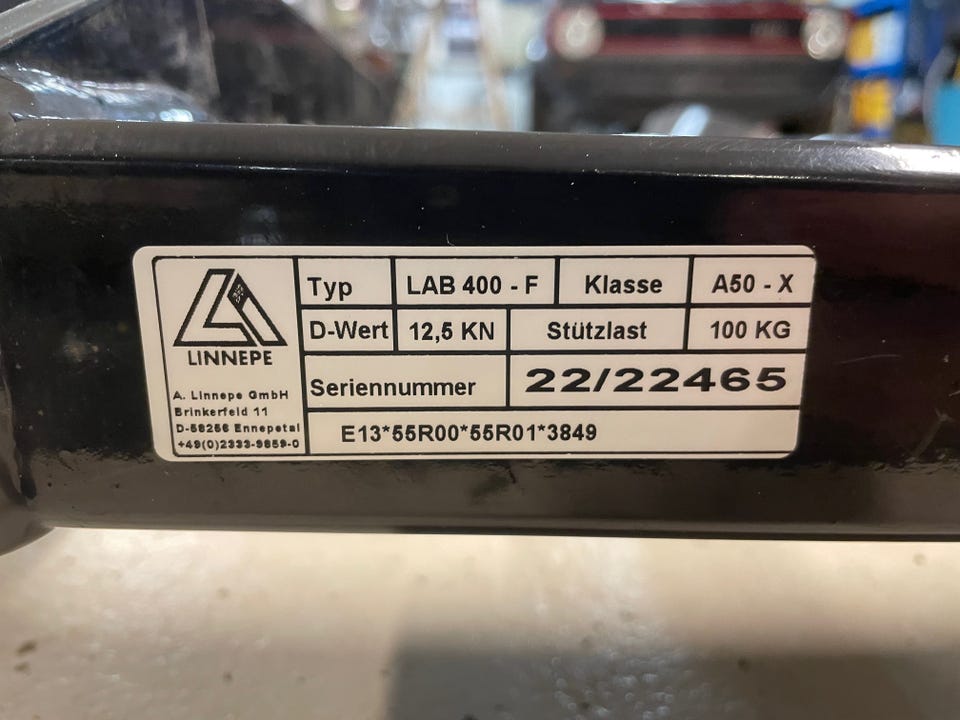 LINNEPE
A. Linnepe GmbH
Brinkerfeld 11
D-58256 Ennepetal
+49(0)2333-9859-0
Typ LAB 400 - F Klasse A50 - X
D-Wert 12,5 KN Stützlast 100 KG
Seriennummer 22/22465
E13*55R00*55R01*3849